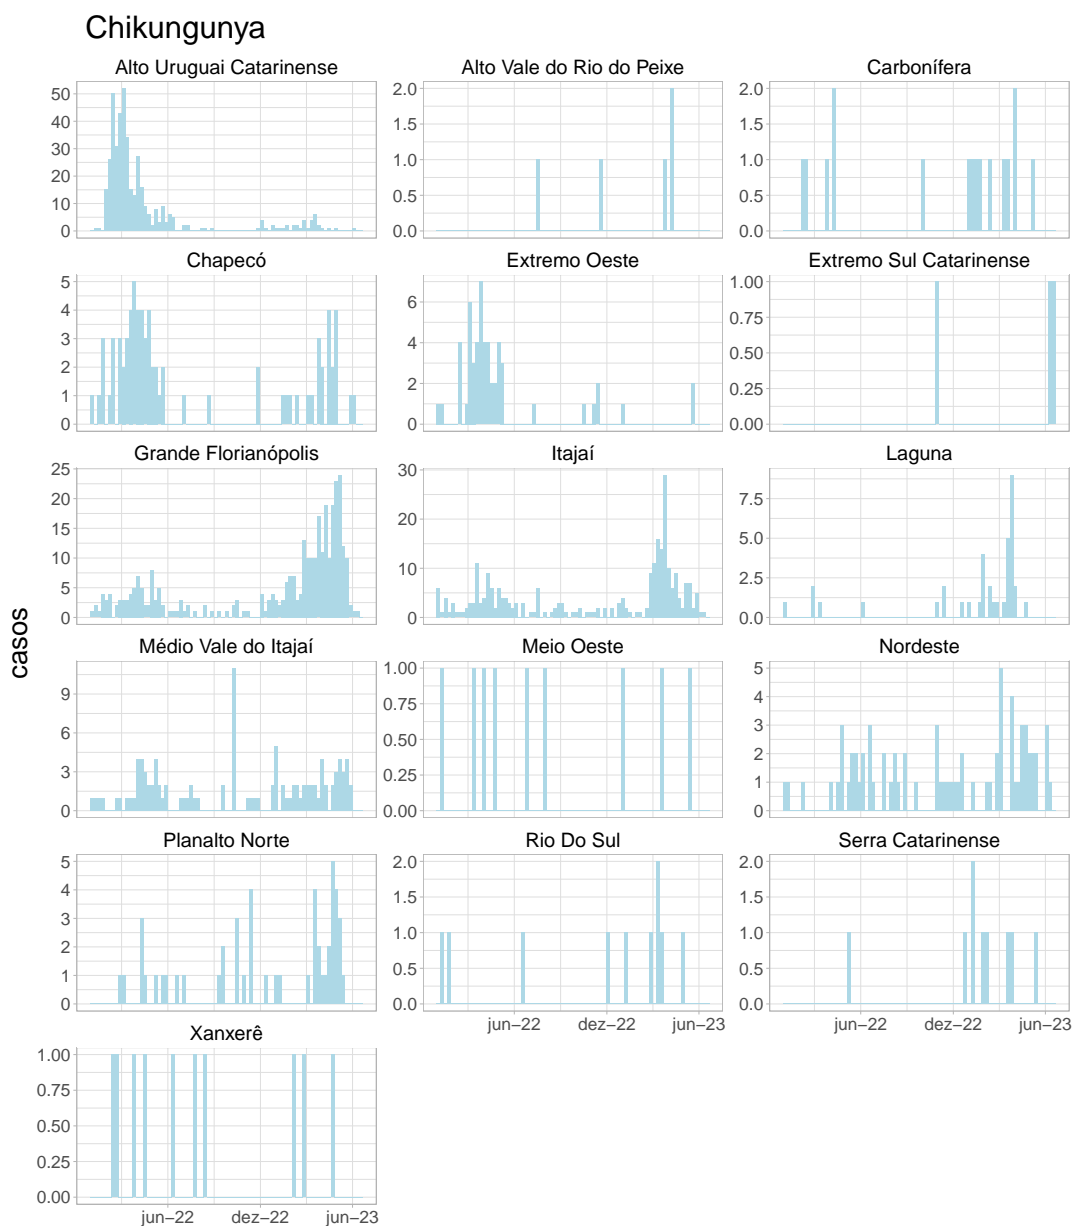 Chikungunya
Alto Uruguai Catarinense Alto Vale do Rio do Peixe Carbonífera
50 40 30 20 10 0
2.0 1.5 1.0 0.5 0.0
2.0 1.5 1.0 0.5 0.0
Chapecó Extremo Oeste Extremo Sul Catarinense
5 4 3 2 1 0
6 4 2 0
1.00 0.75 0.50 0.25 0.00
Grande Florianópolis Itajaí Laguna
25 20 15 10 5 0
30 20 10 0
7.5 5.0 2.5 0.0
casos
Médio Vale do Itajaí Meio Oeste Nordeste
9 6 3 0
1.00 0.75 0.50 0.25 0.00
5 4 3 2 1 0
Planalto Norte Rio Do Sul Serra Catarinense
5 4 3 2 1 0
2.0 1.5 1.0 0.5 0.0
2.0 1.5 1.0 0.5 0.0
jun−22 dez−22 jun−23 jun−22 dez−22 jun−23
Xanxerê
1.00 0.75 0.50 0.25 0.00
jun−22 dez−22 jun−23